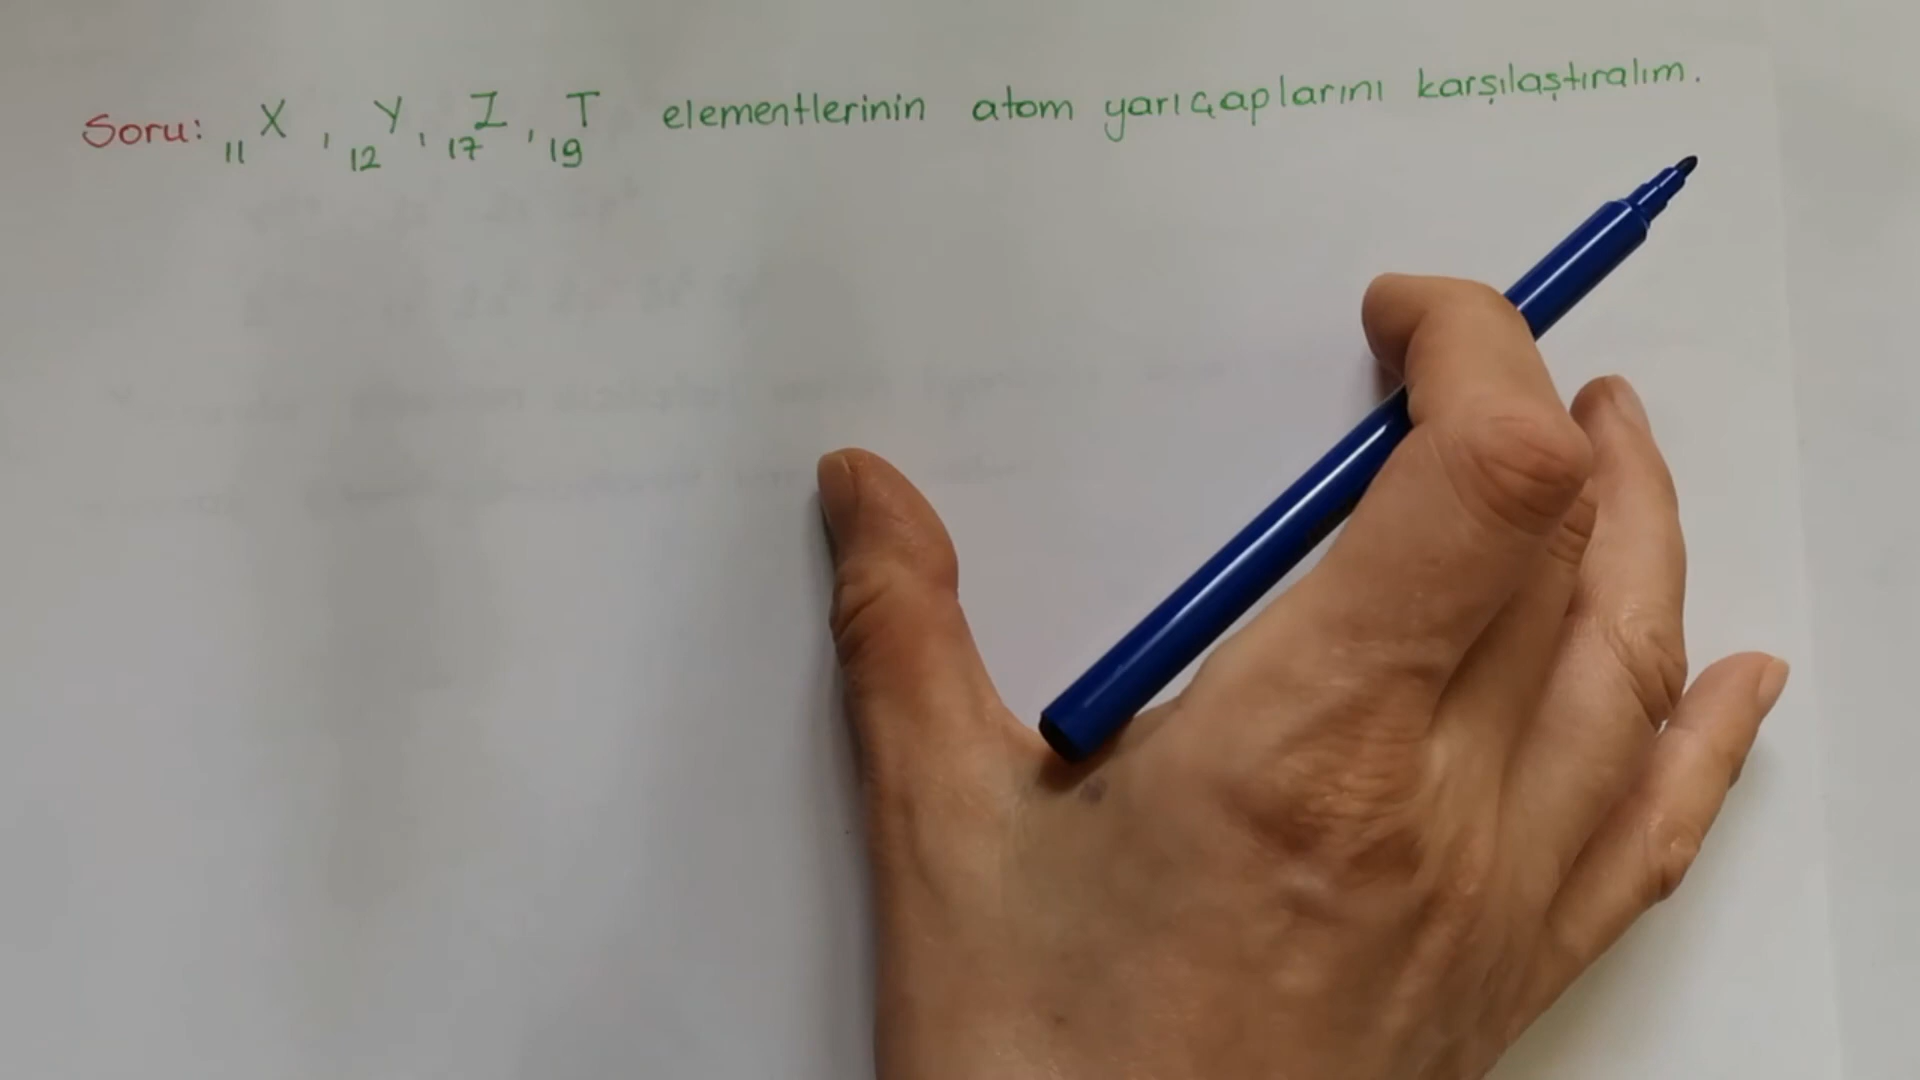 Soru: ₁₁X , ₁₂Y , ₁₇Z , ₁₉T elementlerinin atom yarıçaplarını karşılaştıralım.